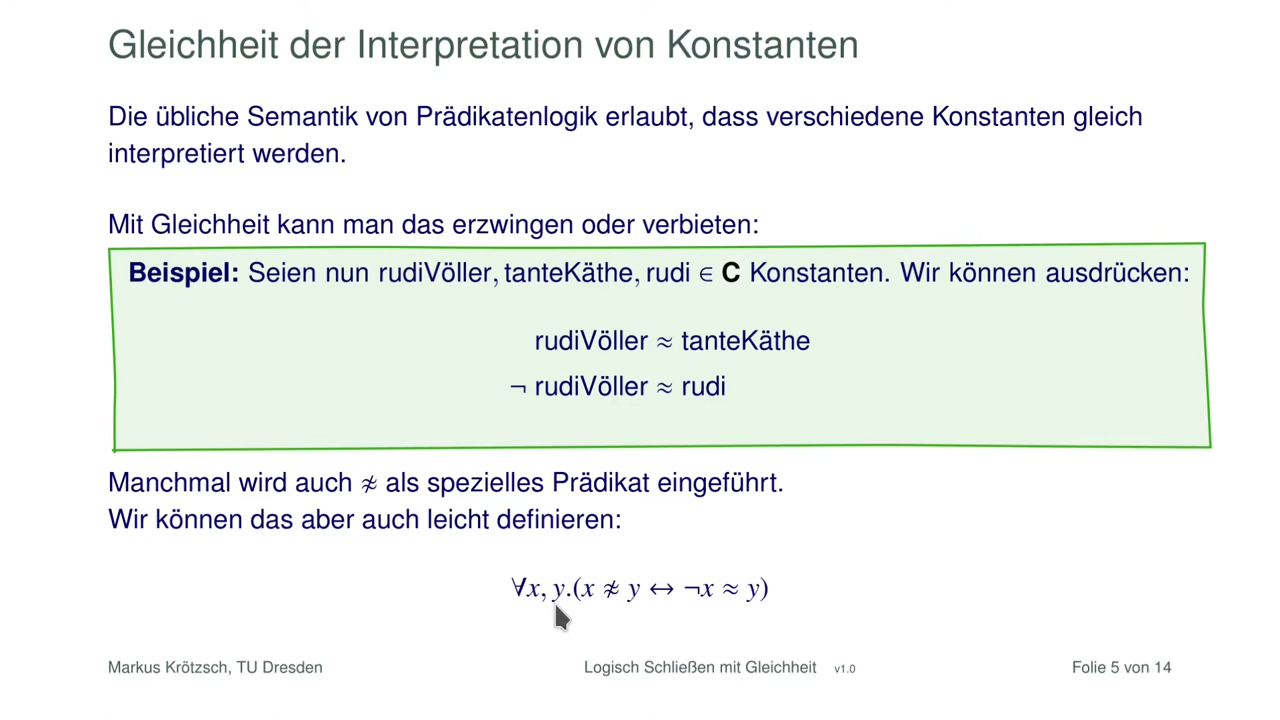 Gleichheit der Interpretation von Konstanten
Die übliche Semantik von Prädikatenlogik erlaubt, dass verschiedene Konstanten gleich
interpretiert werden.
Mit Gleichheit kann man das erzwingen oder verbieten:
Beispiel: Seien nun rudiVöller, tanteKäthe, rudi ∈ C Konstanten. Wir können ausdrücken:
rudiVöller ≈ tanteKäthe
¬ rudiVöller ≈ rudi
Manchmal wird auch ≉ als spezielles Prädikat eingeführt.
Wir können das aber auch leicht definieren:
∀x, y.(x ≉ y ↔ ¬x ≈ y)
Markus Krötzsch, TU Dresden Logisch Schließen mit Gleichheit v1.0 Folie 5 von 14